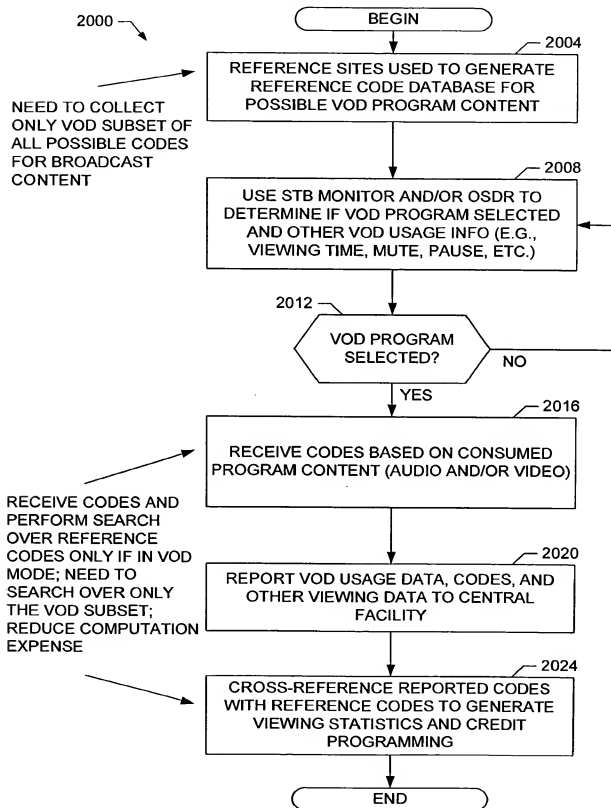 2000
BEGIN
2004
REFERENCE SITES USED TO GENERATE
REFERENCE CODE DATABASE FOR
POSSIBLE VOD PROGRAM CONTENT
NEED TO COLLECT
ONLY VOD SUBSET OF
ALL POSSIBLE CODES
FOR BROADCAST
CONTENT
2008
USE STB MONITOR AND/OR OSDR TO
DETERMINE IF VOD PROGRAM SELECTED
AND OTHER VOD USAGE INFO (E.G.,
VIEWING TIME, MUTE, PAUSE, ETC.)
2012
VOD PROGRAM
SELECTED?
NO
YES
2016
RECEIVE CODES BASED ON CONSUMED
PROGRAM CONTENT (AUDIO AND/OR VIDEO)
RECEIVE CODES AND
PERFORM SEARCH
OVER REFERENCE
CODES ONLY IF IN VOD
MODE; NEED TO
SEARCH OVER ONLY
THE VOD SUBSET;
REDUCE COMPUTATION
EXPENSE
2020
REPORT VOD USAGE DATA, CODES, AND
OTHER VIEWING DATA TO CENTRAL
FACILITY
2024
CROSS-REFERENCE REPORTED CODES
WITH REFERENCE CODES TO GENERATE
VIEWING STATISTICS AND CREDIT
PROGRAMMING
END